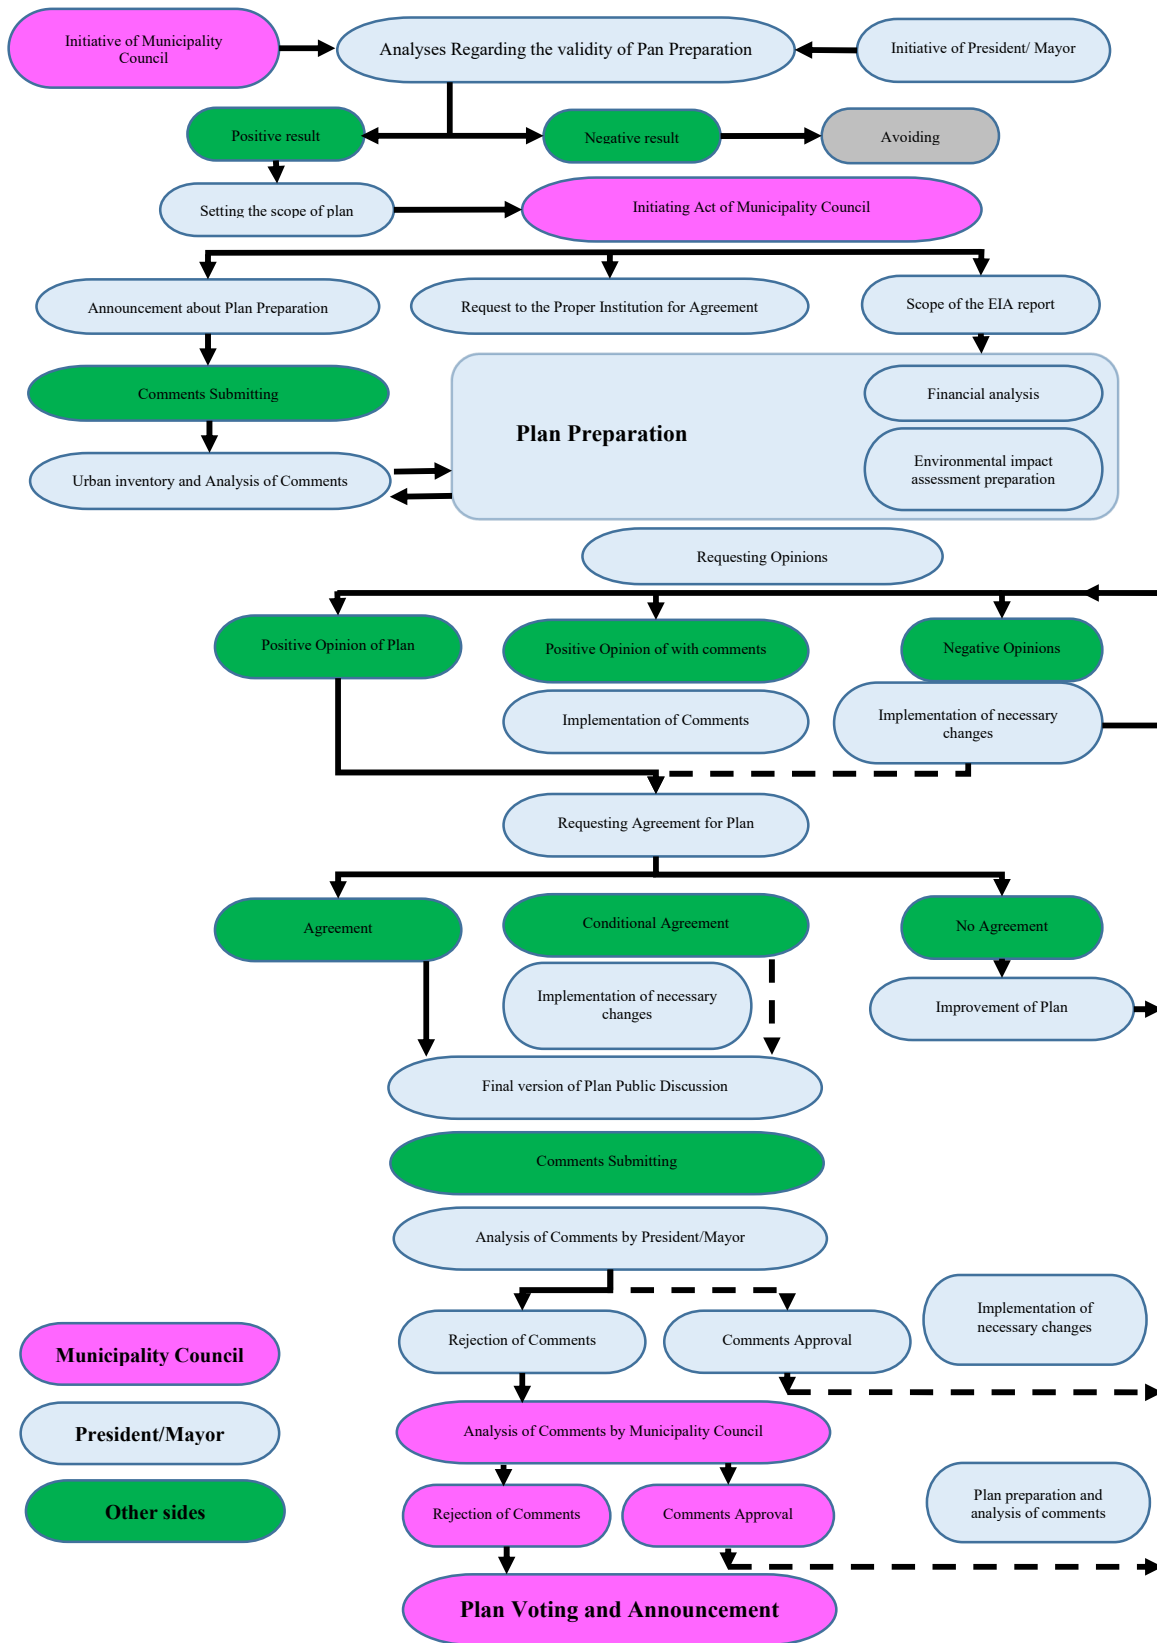 Initiative of Municipality
Council
Analyses Regarding the validity of Pan Preparation
Initiative of President/ Mayor
Positive result
Negative result
Avoiding
Setting the scope of plan
Initiating Act of Municipality Council
Announcement about Plan Preparation
Request to the Proper Institution for Agreement
Scope of the EIA report
Comments Submitting
Financial analysis
Plan Preparation
Environmental impact
assessment preparation
Urban inventory and Analysis of Comments
Requesting Opinions
Positive Opinion of Plan
Positive Opinion of with comments
Negative Opinions
Implementation of Comments
Implementation of necessary
changes
Requesting Agreement for Plan
Agreement
Conditional Agreement
No Agreement
Implementation of necessary
changes
Improvement of Plan
Final version of Plan Public Discussion
Comments Submitting
Analysis of Comments by President/Mayor
Implementation of
necessary changes
Rejection of Comments
Comments Approval
Municipality Council
President/Mayor
Other sides
Analysis of Comments by Municipality Council
Rejection of Comments
Comments Approval
Plan preparation and
analysis of comments
Plan Voting and Announcement